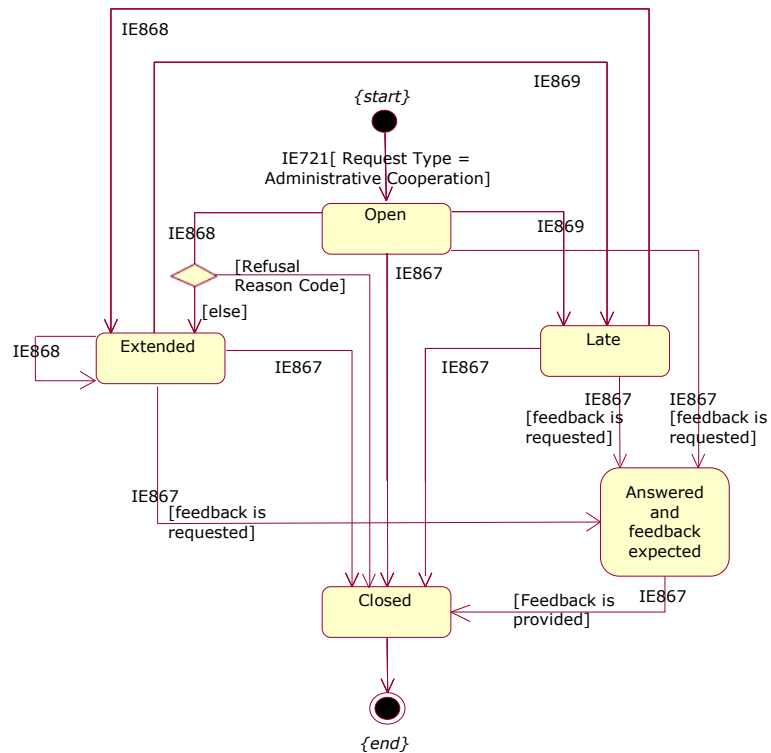 IE868
IE869
{start}
IE721[ Request Type =
Administrative Cooperation]
Open
IE868
IE869
[Refusal
Reason Code]
IE867
[else]
Extended
Late
IE868
IE867
IE867
IE867
[feedback is
requested]
IE867
[feedback is
requested]
IE867
[feedback is
requested]
Answered
and
feedback
expected
Closed
[Feedback is
provided]
IE867
{end}